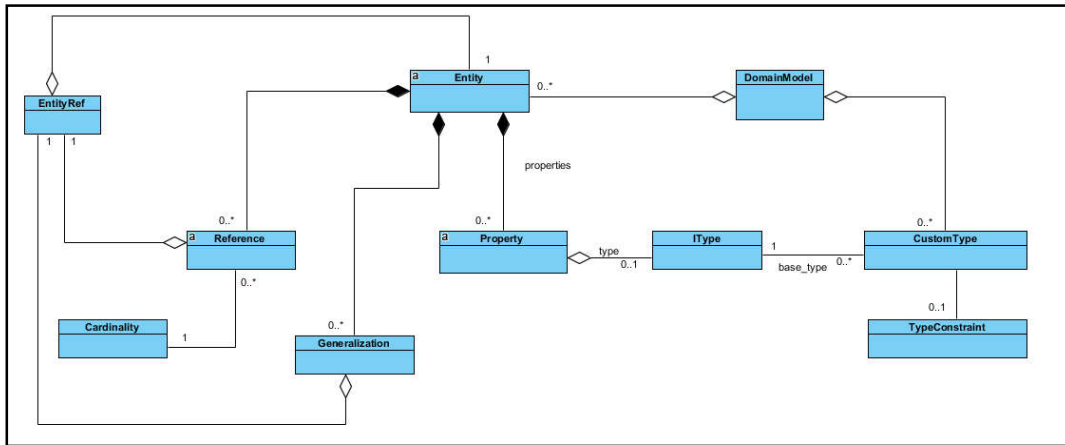 1
a
Entity
DomainModel
0..*
EntityRef
1
1
properties
0..*
0..*
0..*
a
Reference
a
Property
type
0..1
IType
1
base_type
0..*
CustomType
0..*
0..1
Cardinality
1
0..*
Generalization
TypeConstraint